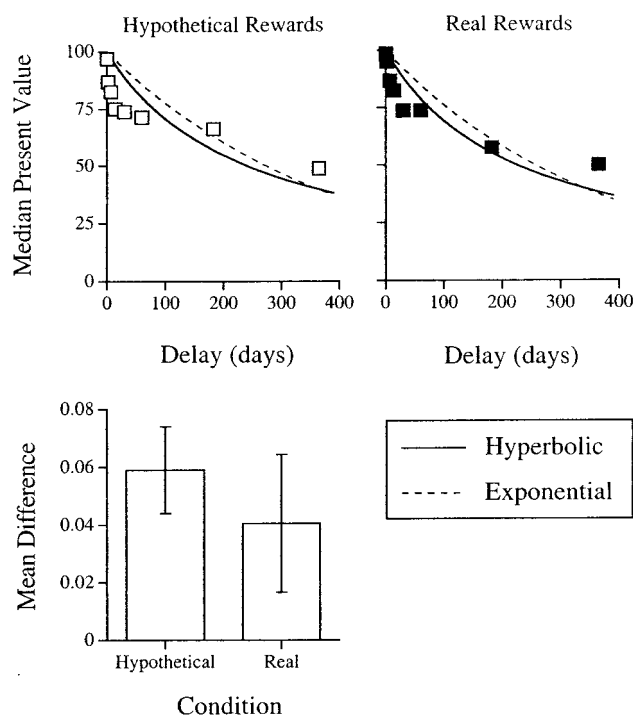 Hypothetical Rewards
Real Rewards
Median Present Value
100
75
50
25
0
0 100 200 300 400
0 100 200 300 400
Delay (days)
Delay (days)
Mean Difference
0.08
0.06
0.04
0.02
0
Hypothetical Real
Condition
Hyperbolic
Exponential